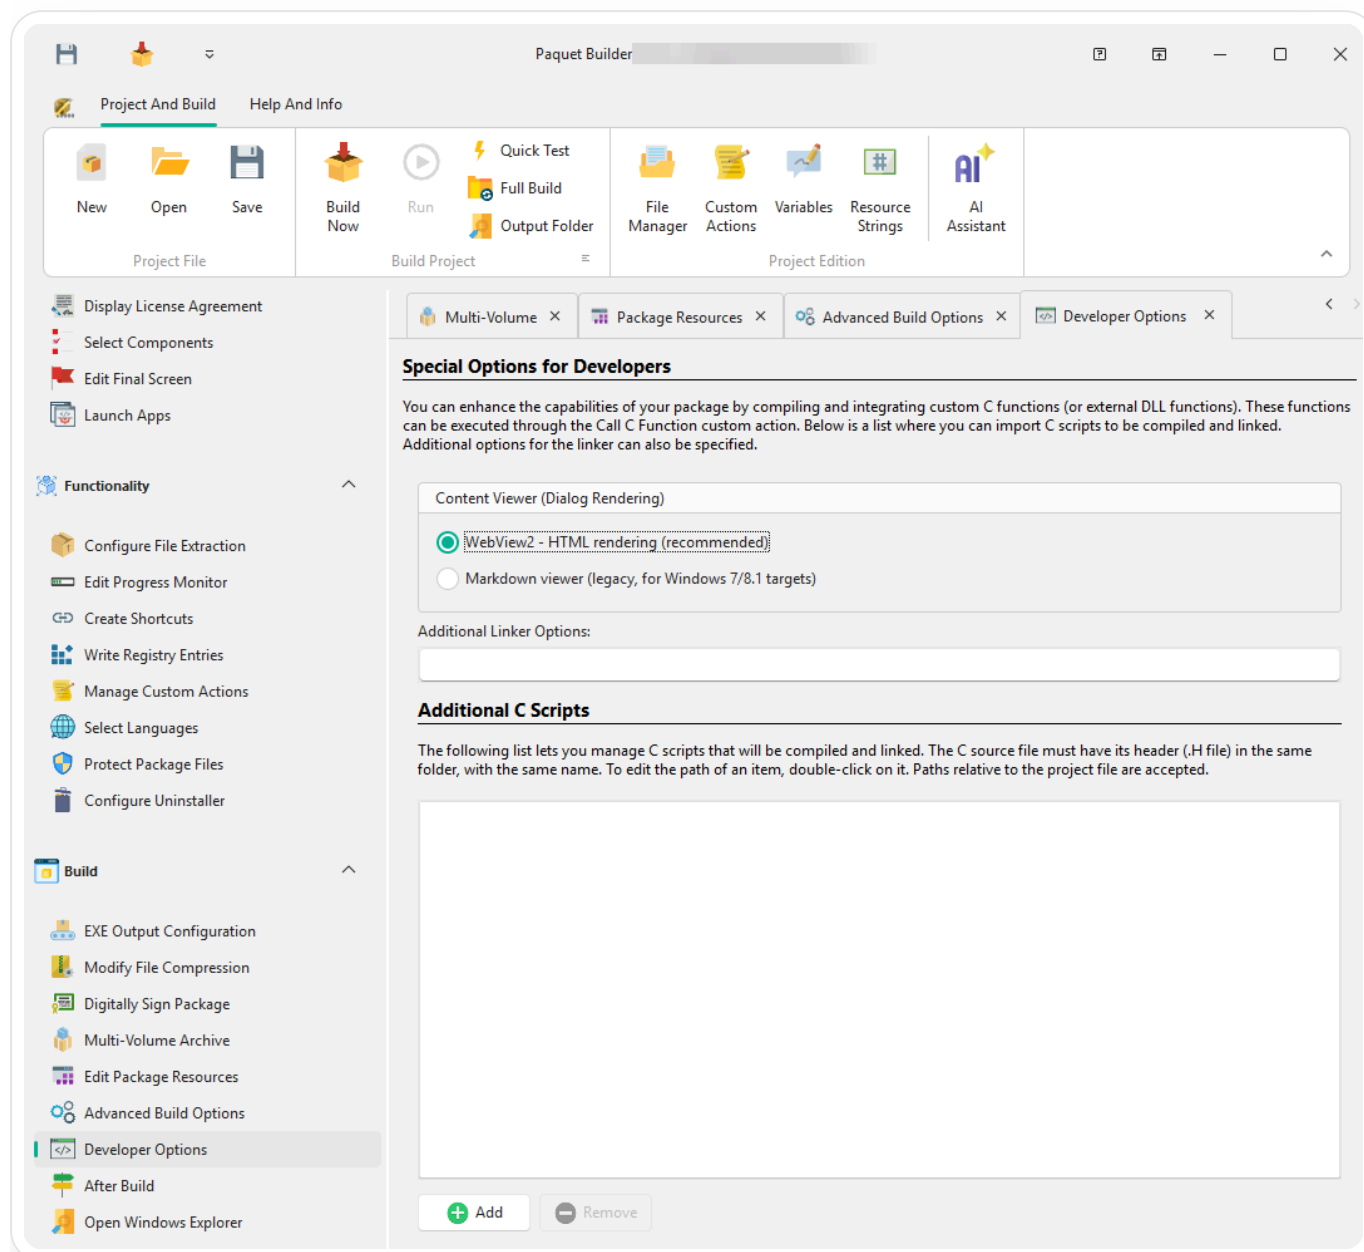 Paquet Builder
Project And Build
Help And Info
New
Open
Save
Build Now
Run
Quick Test
Full Build
Output Folder
File Manager
Custom Actions
Variables
Resource Strings
AI
AI Assistant
Project File
Build Project
Project Edition
Display License Agreement
Select Components
Edit Final Screen
Launch Apps
Functionality
Configure File Extraction
Edit Progress Monitor
Create Shortcuts
Write Registry Entries
Manage Custom Actions
Select Languages
Protect Package Files
Configure Uninstaller
Build
EXE Output Configuration
Modify File Compression
Digitally Sign Package
Multi-Volume Archive
Edit Package Resources
Advanced Build Options
Developer Options
After Build
Open Windows Explorer
Multi-Volume
Package Resources
Advanced Build Options
Developer Options
Special Options for Developers
You can enhance the capabilities of your package by compiling and integrating custom C functions (or external DLL functions). These functions
can be executed through the Call C Function custom action. Below is a list where you can import C scripts to be compiled and linked.
Additional options for the linker can also be specified.
Content Viewer (Dialog Rendering)
WebView2 - HTML rendering (recommended)
Markdown viewer (legacy, for Windows 7/8.1 targets)
Additional Linker Options:
Additional C Scripts
The following list lets you manage C scripts that will be compiled and linked. The C source file must have its header (.H file) in the same
folder, with the same name. To edit the path of an item, double-click on it. Paths relative to the project file are accepted.
Add
Remove